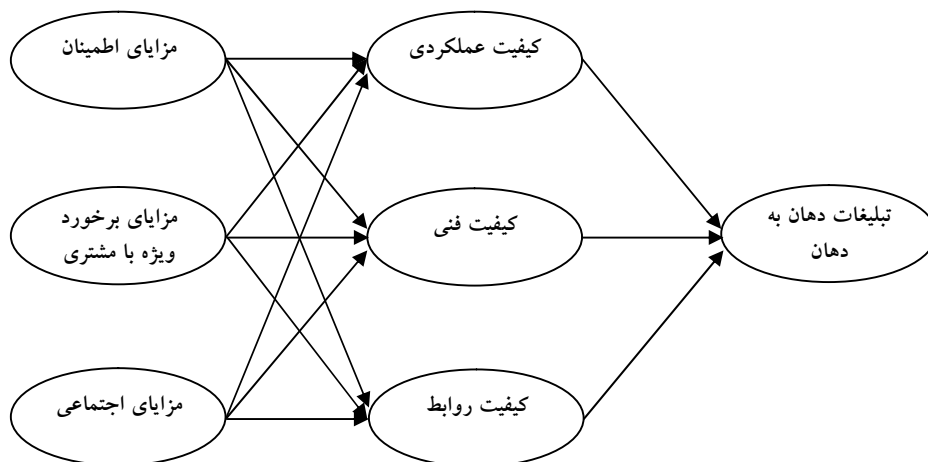 مزایای اطمینان
کیفیت عملکردی
مزایای برخورد
ویژه با مشتری
کیفیت فنی
تبلیغات دهان به
دهان
مزایای اجتماعی
کیفیت روابط